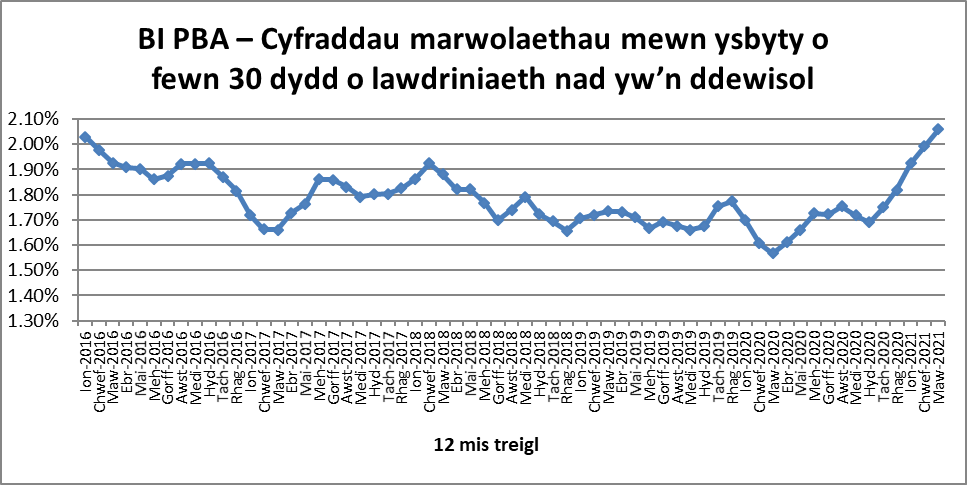 BI PBA – Cyfraddau marwolaethau mewn ysbyty o
fewn 30 dydd o lawdriniaeth nad yw’n ddewisol
2.10%
2.00%
1.90%
1.80%
1.70%
1.60%
1.50%
1.40%
1.30%
Ion-2016
Chwef-2016
Maw-2016
Ebr-2016
Mai-2016
Meh-2016
Gorff-2016
Awst-2016
Medi-2016
Hyd-2016
Tach-2016
Rhag-2016
Ion-2017
Chwef-2017
Maw-2017
Ebr-2017
Mai-2017
Meh-2017
Gorff-2017
Awst-2017
Medi-2017
Hyd-2017
Tach-2017
Rhag-2017
Ion-2018
Chwef-2018
Maw-2018
Ebr-2018
Mai-2018
Meh-2018
Gorff-2018
Awst-2018
Medi-2018
Hyd-2018
Tach-2018
Rhag-2018
Ion-2019
Chwef-2019
Maw-2019
Ebr-2019
Mai-2019
Meh-2019
Gorff-2019
Awst-2019
Medi-2019
Hyd-2019
Tach-2019
Rhag-2019
Ion-2020
Chwef-2020
Maw-2020
Ebr-2020
Mai-2020
Meh-2020
Gorff-2020
Awst-2020
Medi-2020
Hyd-2020
Tach-2020
Rhag-2020
Ion-2021
Chwef-2021
Maw-2021
12 mis treigl